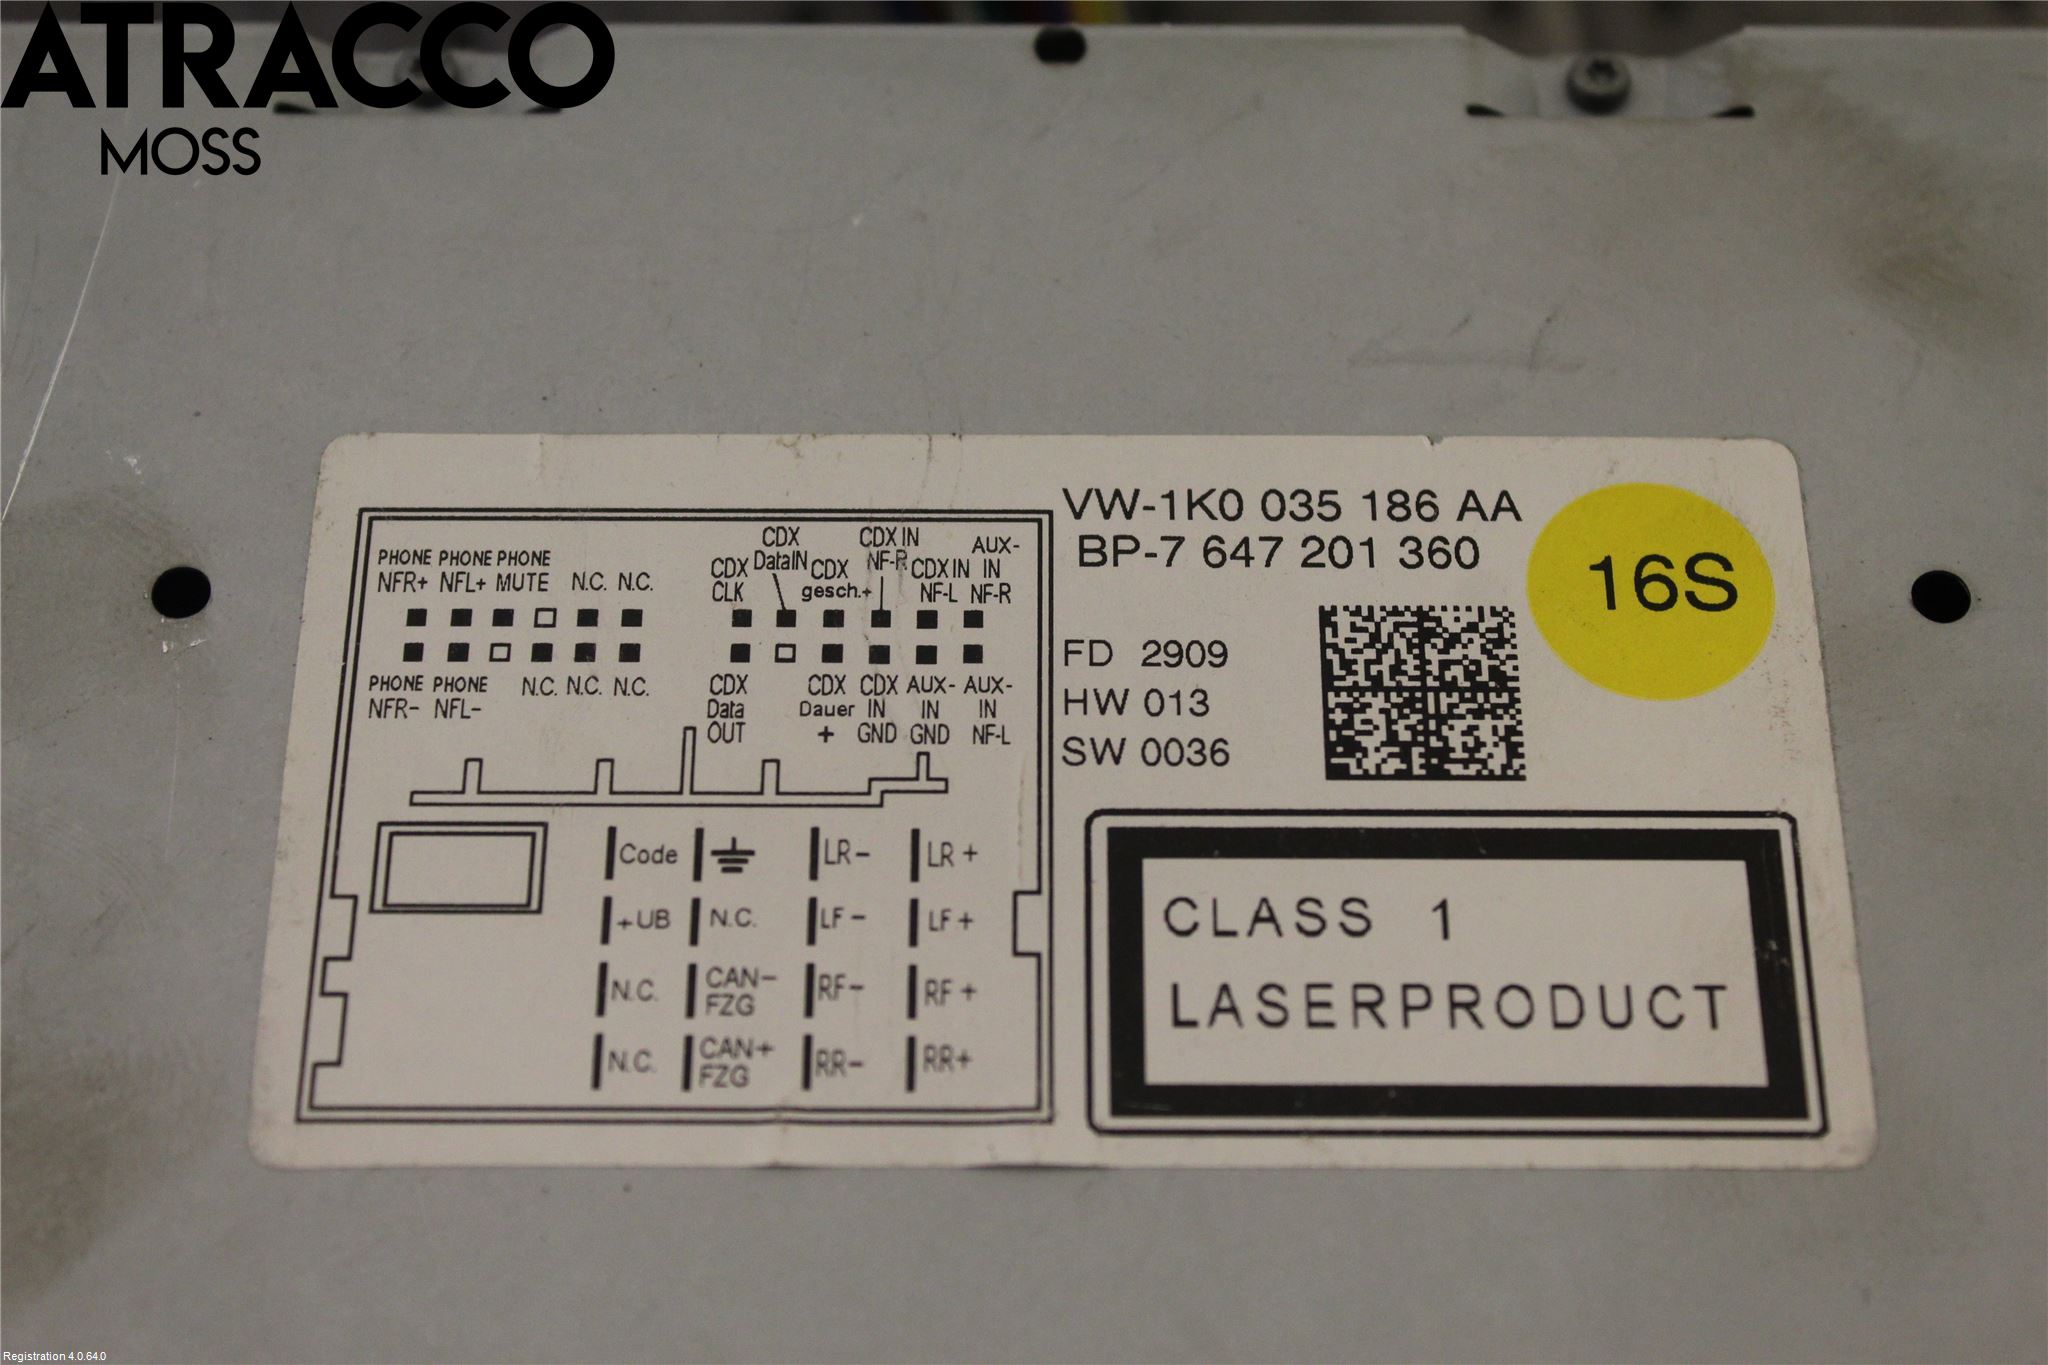 ATRACCO
MOSS
VW-1K0 035 186 AA
BP-7 647 201 360
16S
FD 2909
HW 013
SW 0036
PHONE PHONE PHONE
NFR+ NFL+ MUTE N.C. N.C.
PHONE PHONE
NFR- NFL- N.C. N.C. N.C.
CDX
CLK
CDX
DataIN
CDX
gesch.+
CDX IN
NF-R
CDX IN
NF-L
AUX-
IN
NF-R
CDX
Data
OUT
CDX
Dauer
+
CDX
IN
GND
AUX-
IN
GND
AUX-
IN
NF-L
Code LR- LR+
+UB N.C. LF- LF+
N.C. CAN-
FZG RF- RF+
N.C. CAN+
FZG RR- RR+
CLASS 1
LASERPRODUCT
Registration 4.0.64.0